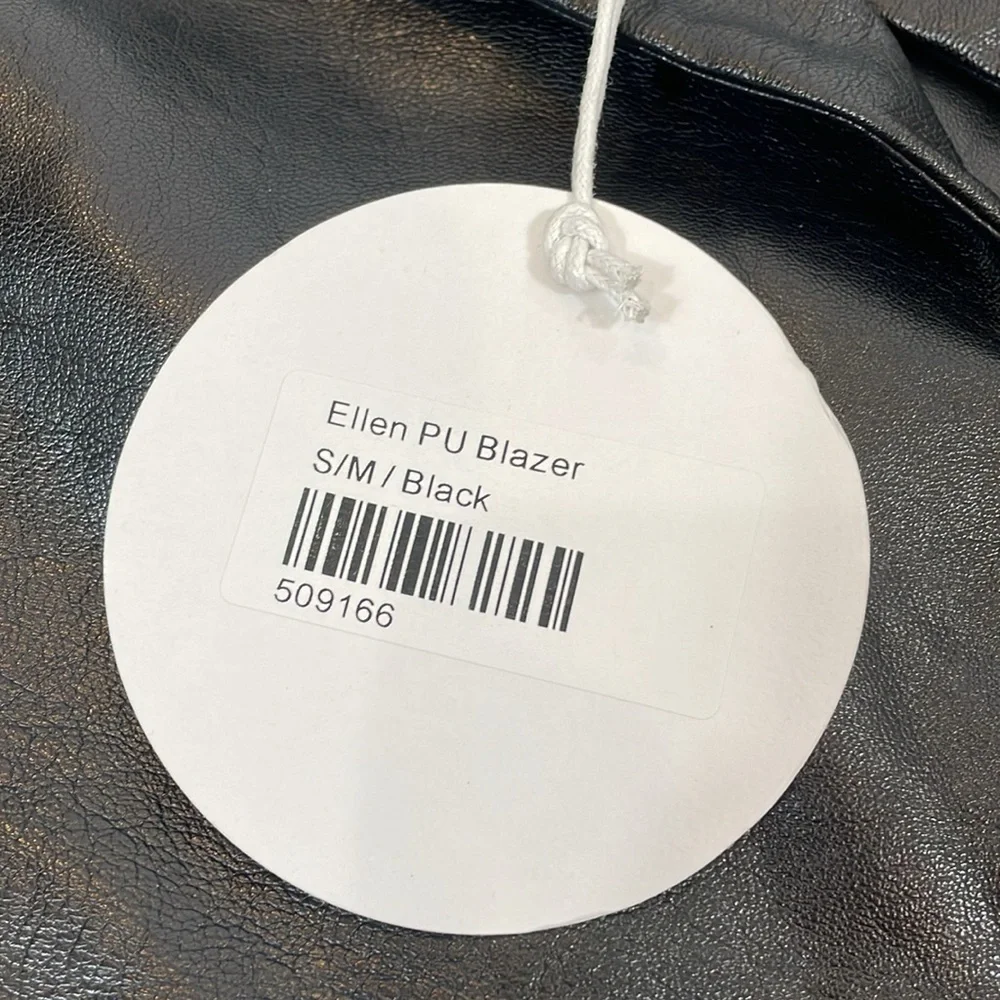 Ellen PU Blazer
S/M / Black
509166